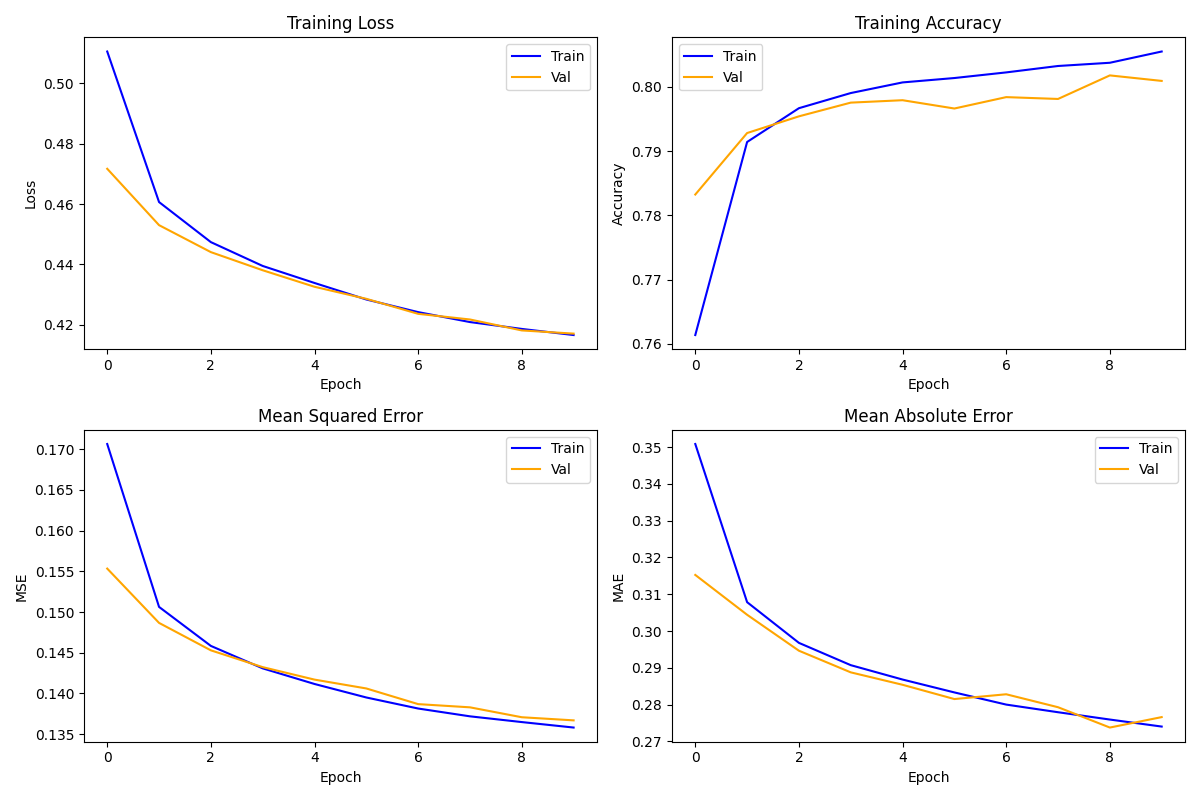 Training Loss
Train
Val
0.50
0.48
0.46
0.44
0.42
Loss
0 2 4 6 8
Epoch
Training Accuracy
Train
Val
0.80
0.79
0.78
0.77
0.76
Accuracy
0 2 4 6 8
Epoch
Mean Squared Error
Train
Val
0.170
0.165
0.160
0.155
0.150
0.145
0.140
0.135
MSE
0 2 4 6 8
Epoch
Mean Absolute Error
Train
Val
0.35
0.34
0.33
0.32
0.31
0.30
0.29
0.28
0.27
MAE
0 2 4 6 8
Epoch